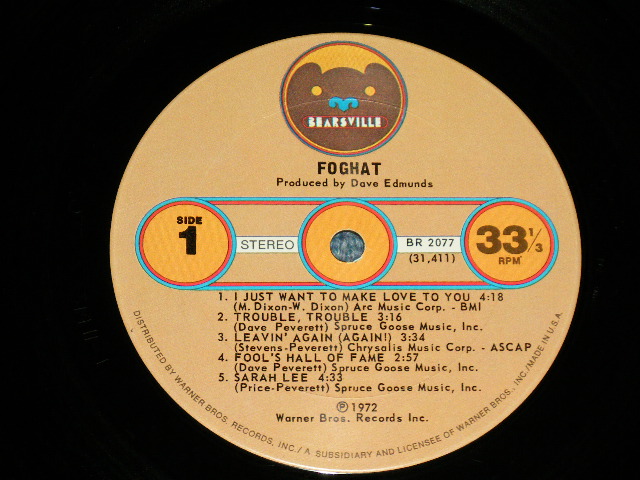 BEARSVILLE
FOGHAT
Produced by Dave Edmunds
SIDE
1
STEREO
BR 2077
(31,411)
33 1/3
RPM
1. I JUST WANT TO MAKE LOVE TO YOU 4:18
(M. Dixon-W. Dixon) Arc Music Corp. - BMI
2. TROUBLE, TROUBLE 3:16
(Dave Peverett) Spruce Goose Music, Inc.
3. LEAVIN' AGAIN (AGAIN!) 3:34
(Stevens-Peverett) Chrysalis Music Corp. - ASCAP
4. FOOL'S HALL OF FAME 2:57
(Dave Peverett) Spruce Goose Music, Inc.
5. SARAH LEE 4:33
(Price-Peverett) Spruce Goose Music, Inc.
Ⓟ 1972
Warner Bros. Records Inc.
DISTRIBUTED BY WARNER BROS. RECORDS, INC./A SUBSIDIARY AND LICENSEE OF WARNER BROS., INC./MADE IN U.S.A.